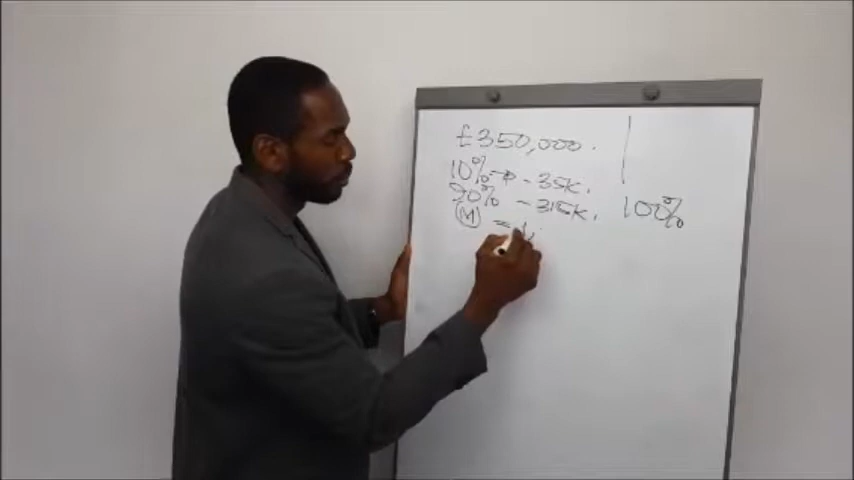 £350,000.
10% → - 35K.
90% - 315K. 100%
(M) =